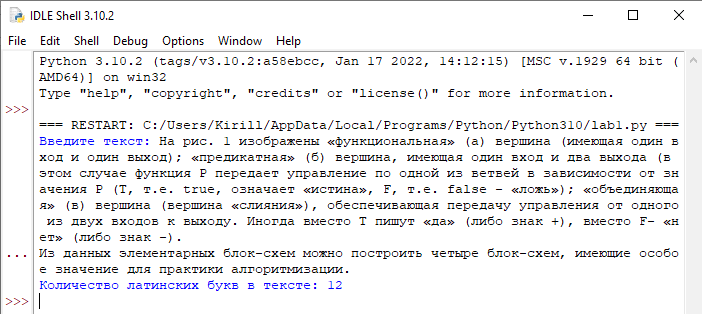 IDLE Shell 3.10.2
File Edit Shell Debug Options Window Help
Python 3.10.2 (tags/v3.10.2:a58ebcc, Jan 17 2022, 14:12:15) [MSC v.1929 64 bit (
AMD64)] on win32
Type "help", "copyright", "credits" or "license()" for more information.
>>>
=== RESTART: C:/Users/Kirill/AppData/Local/Programs/Python/Python310/lab1.py ===
Введите текст: На рис. 1 изображены «функциональная» (а) вершина (имеющая один в
ход и один выход); «предикатная» (б) вершина, имеющая один вход и два выхода (в
этом случае функция P передает управление по одной из ветвей в зависимости от зн
ачения P (T, т.е. true, означает «истина», F, т.е. false – «ложь»); «объединяюща
я» (в) вершина (вершина «слияния»), обеспечивающая передачу управления от одного
из двух входов к выходу. Иногда вместо T пишут «да» (либо знак +), вместо F– «н
ет» (либо знак -).
... Из данных элементарных блок-схем можно построить четыре блок-схем, имеющие особо
е значение для практики алгоритмизации.
Количество латинских букв в тексте: 12
>>>